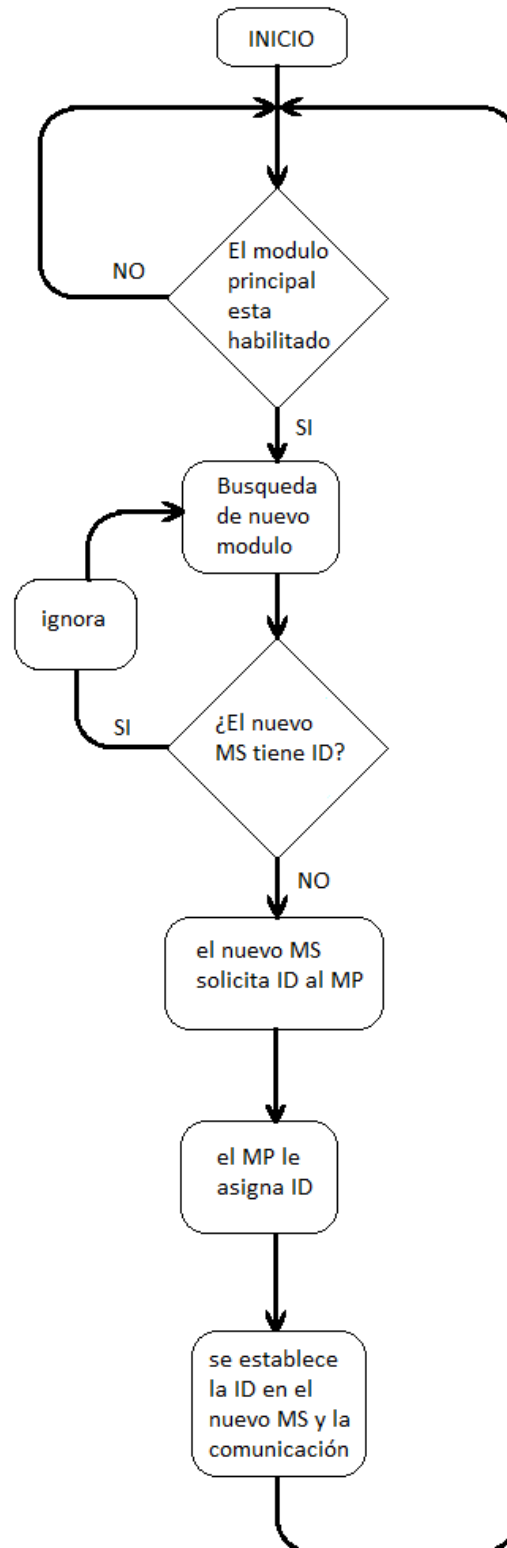 INICIO
El modulo
principal
esta
habilitado
NO
SI
Busqueda
de nuevo
modulo
ignora
¿El nuevo
MS tiene ID?
SI
NO
el nuevo MS
solicita ID al MP
el MP le
asigna ID
se establece
la ID en el
nuevo MS y la
comunicación